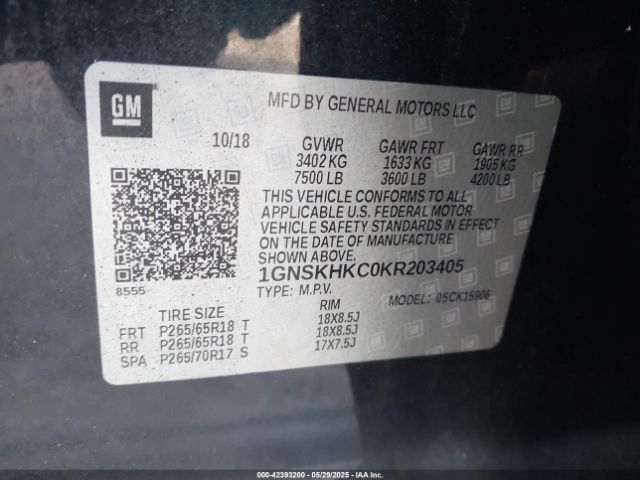 GM
MFD BY GENERAL MOTORS LLC
10/18 GVWR GAWR FRT GAWR RR
3402 KG 1633 KG 1905 KG
7500 LB 3600 LB 4200 LB
THIS VEHICLE CONFORMS TO ALL
APPLICABLE U.S. FEDERAL MOTOR
VEHICLE SAFETY STANDARDS IN EFFECT
ON THE DATE OF MANUFACTURE
SHOWN ABOVE.
8555
1GNSKHKC0KR203405
TYPE: M.P.V. MODEL: 05CK15906
TIRE SIZE RIM
FRT P265/65R18 T 18X8.5J
RR P265/65R18 T 18X8.5J
SPA P265/70R17 S 17X7.5J
000-42393200 - 05/29/2025 - IAAI.COM